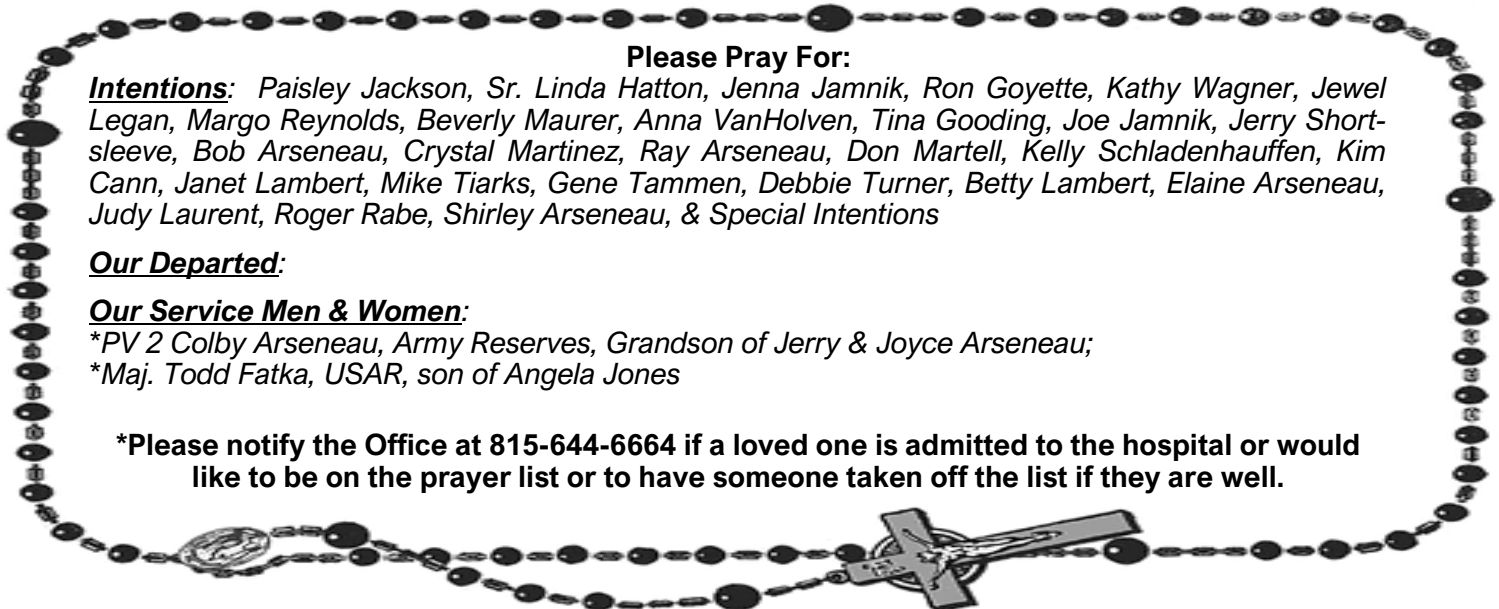 Please Pray For:
Intentions: Paisley Jackson, Sr. Linda Hatton, Jenna Jamnik, Ron Goyette, Kathy Wagner, Jewel
Legan, Margo Reynolds, Beverly Maurer, Anna VanHolven, Tina Gooding, Joe Jamnik, Jerry Short-
sleeve, Bob Arseneau, Crystal Martinez, Ray Arseneau, Don Martell, Kelly Schladenhauffen, Kim
Cann, Janet Lambert, Mike Tiarks, Gene Tammen, Debbie Turner, Betty Lambert, Elaine Arseneau,
Judy Laurent, Roger Rabe, Shirley Arseneau, & Special Intentions
Our Departed:
Our Service Men & Women:
*PV 2 Colby Arseneau, Army Reserves, Grandson of Jerry & Joyce Arseneau;
*Maj. Todd Fatka, USAR, son of Angela Jones
*Please notify the Office at 815-644-6664 if a loved one is admitted to the hospital or would
like to be on the prayer list or to have someone taken off the list if they are well.